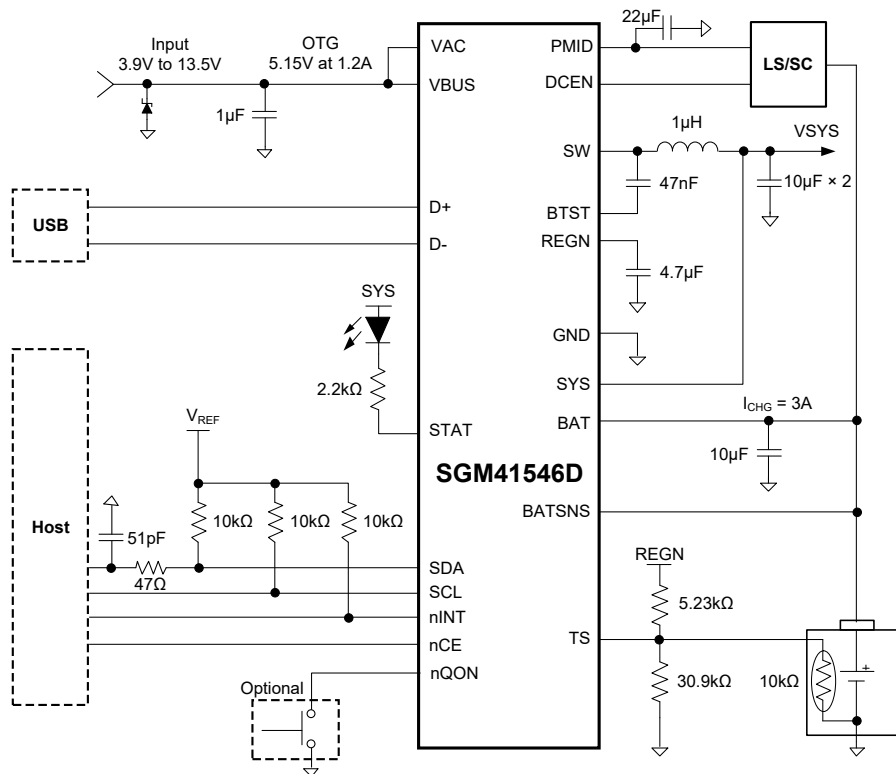 Input
3.9V to 13.5V
OTG
5.15V at 1.2A
1µF
VAC
VBUS
PMID
DCEN
22µF
LS/SC
SW
1µH
VSYS
47nF
10µF × 2
BTST
REGN
4.7µF
GND
SYS
BAT
I_CHG = 3A
10µF
BATSNS
USB
D+
D-
SYS
2.2kΩ
STAT
SGM41546D
V_REF
10kΩ
10kΩ
10kΩ
Host
51pF
47Ω
SDA
SCL
nINT
nCE
nQON
Optional
REGN
5.23kΩ
TS
30.9kΩ
10kΩ
+